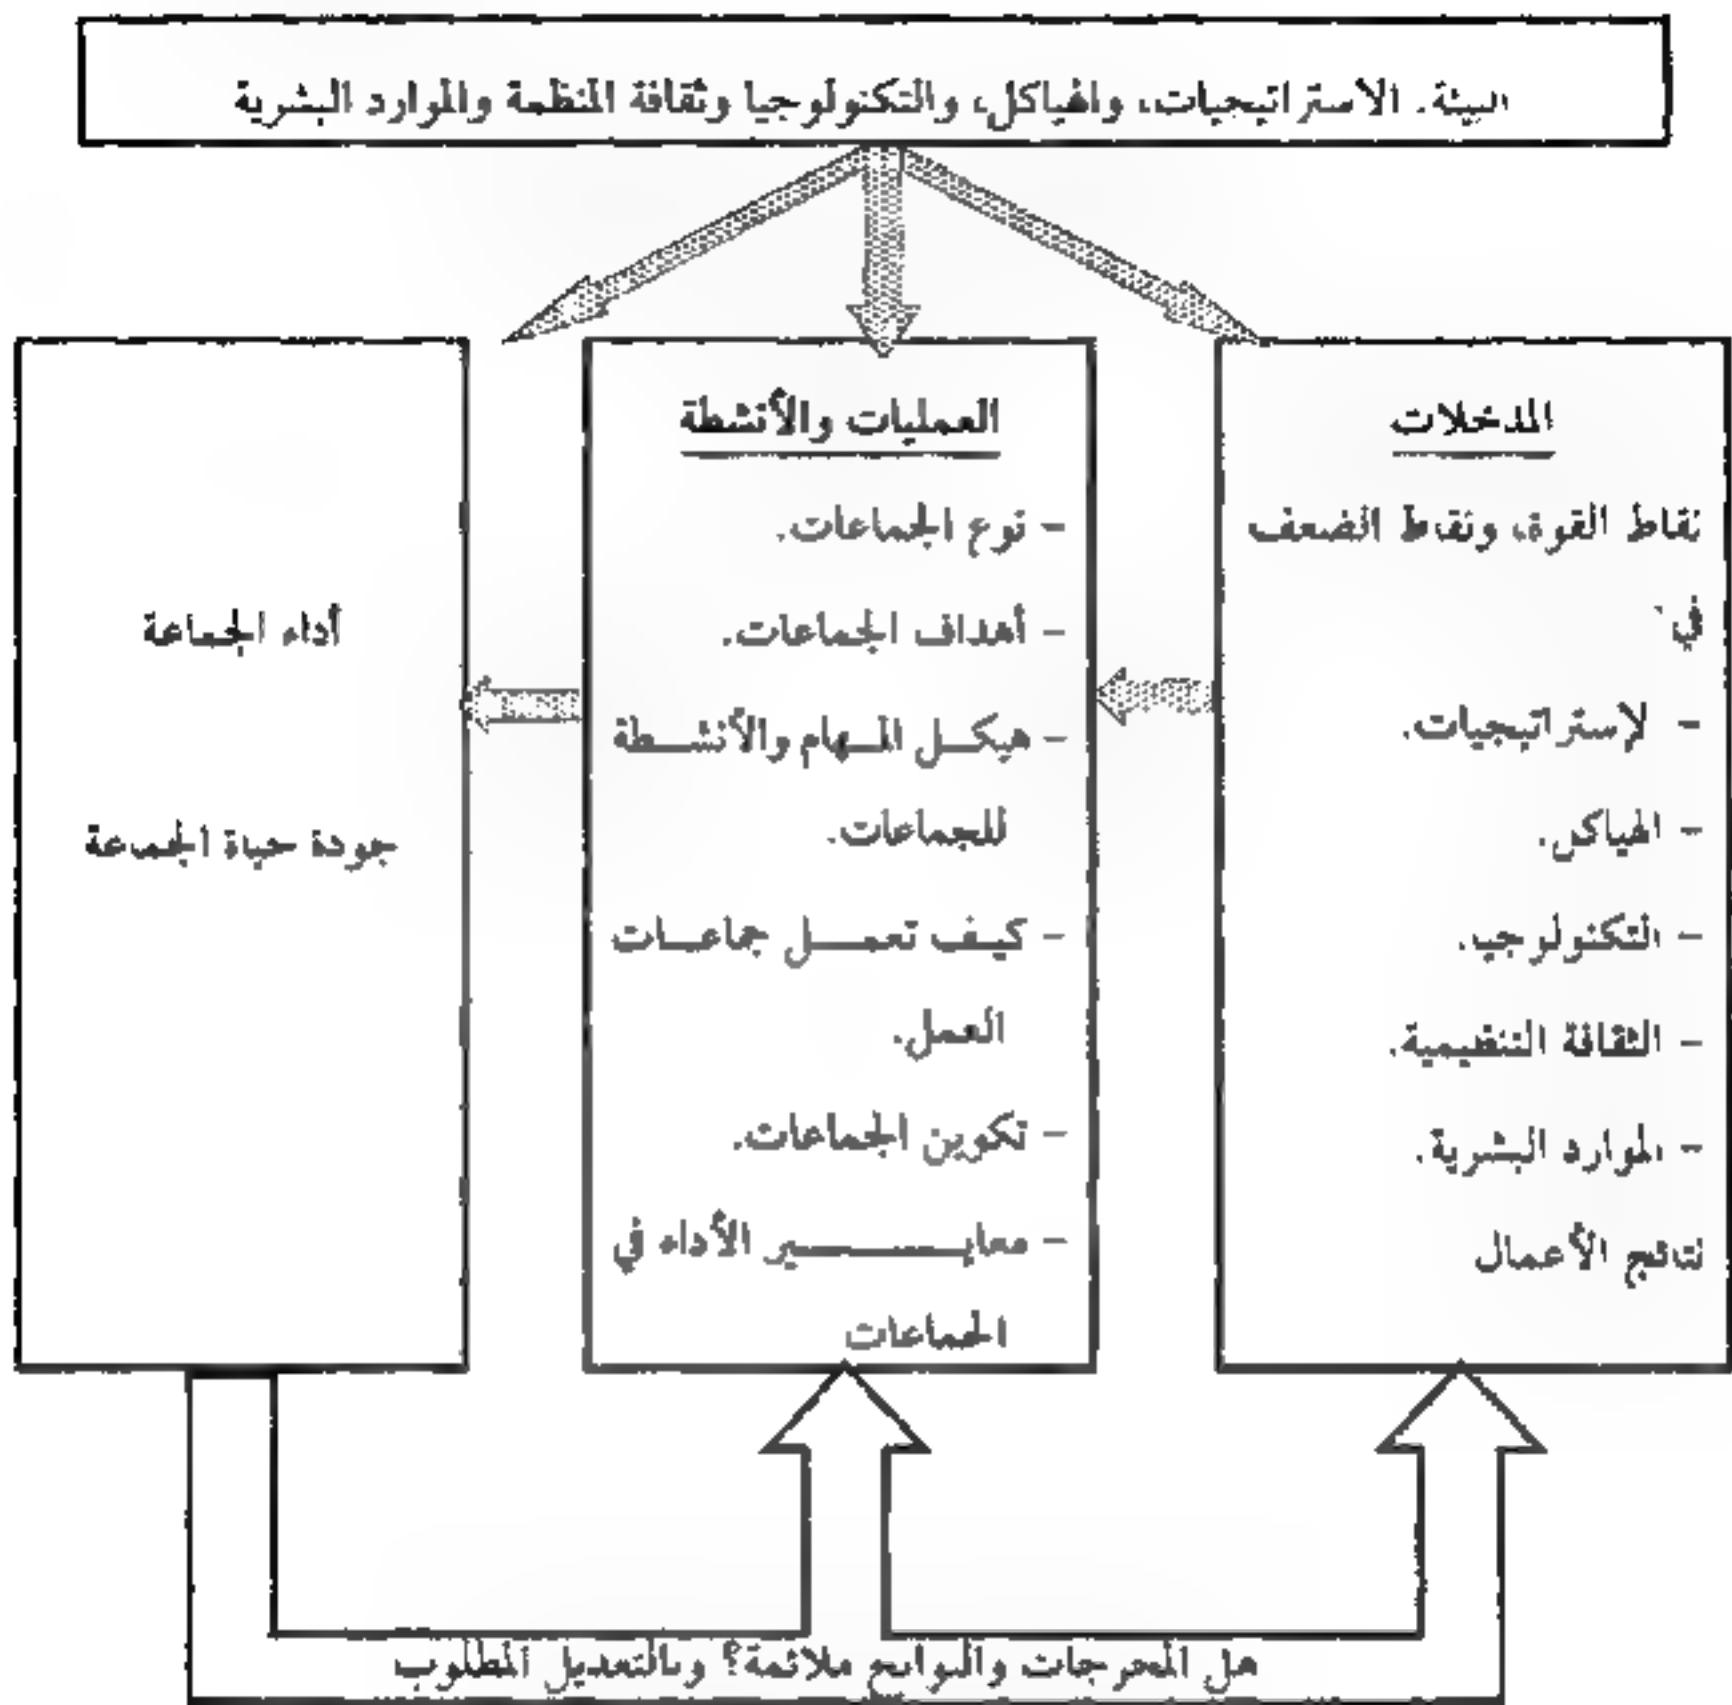 البيئة. الاستراتيجيات، والهياكل، والتكنولوجيا وثقافة المنظمة والموارد البشرية
المدخلات
نقاط القوة، ونقاط الضعف
في
- لإستراتيجيات.
- الهياكل.
- التكنولوجيا.
- الثقافة التنظيمية.
- الموارد البشرية.
نتائج الأعمال
العمليات والأنشطة
- نوع الجماعات.
- أهداف الجماعات.
- هيكل المهام والأنشطة
للجماعات.
- كيف تعمل جماعات
العمل.
- تكوين الجماعات.
- معايير الأداء في
الجماعات
أداء الجماعة
جودة حياة الجماعة
هل المخرجات والنواتج ملائمة؟ وبالتعديل المطلوب